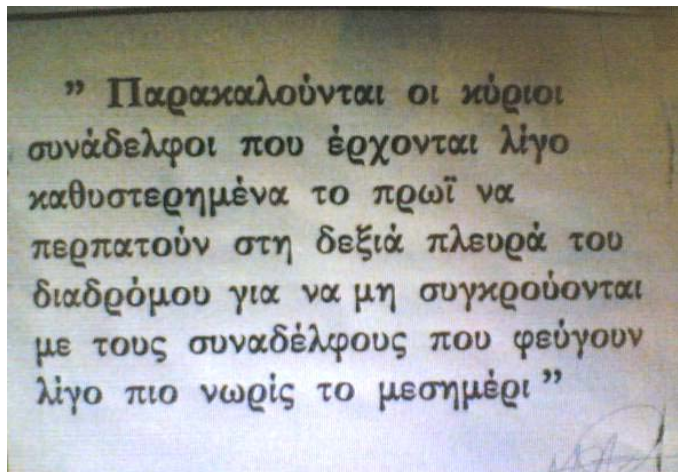 ” Παρακαλούνται οι κύριοι
συνάδελφοι που έρχονται λίγο
καθυστερημένα το πρωΐ να
περπατούν στη δεξιά πλευρά του
διαδρόμου για να μη συγκρούονται
με τους συναδέλφους που φεύγουν
λίγο πιο νωρίς το μεσημέρι ”